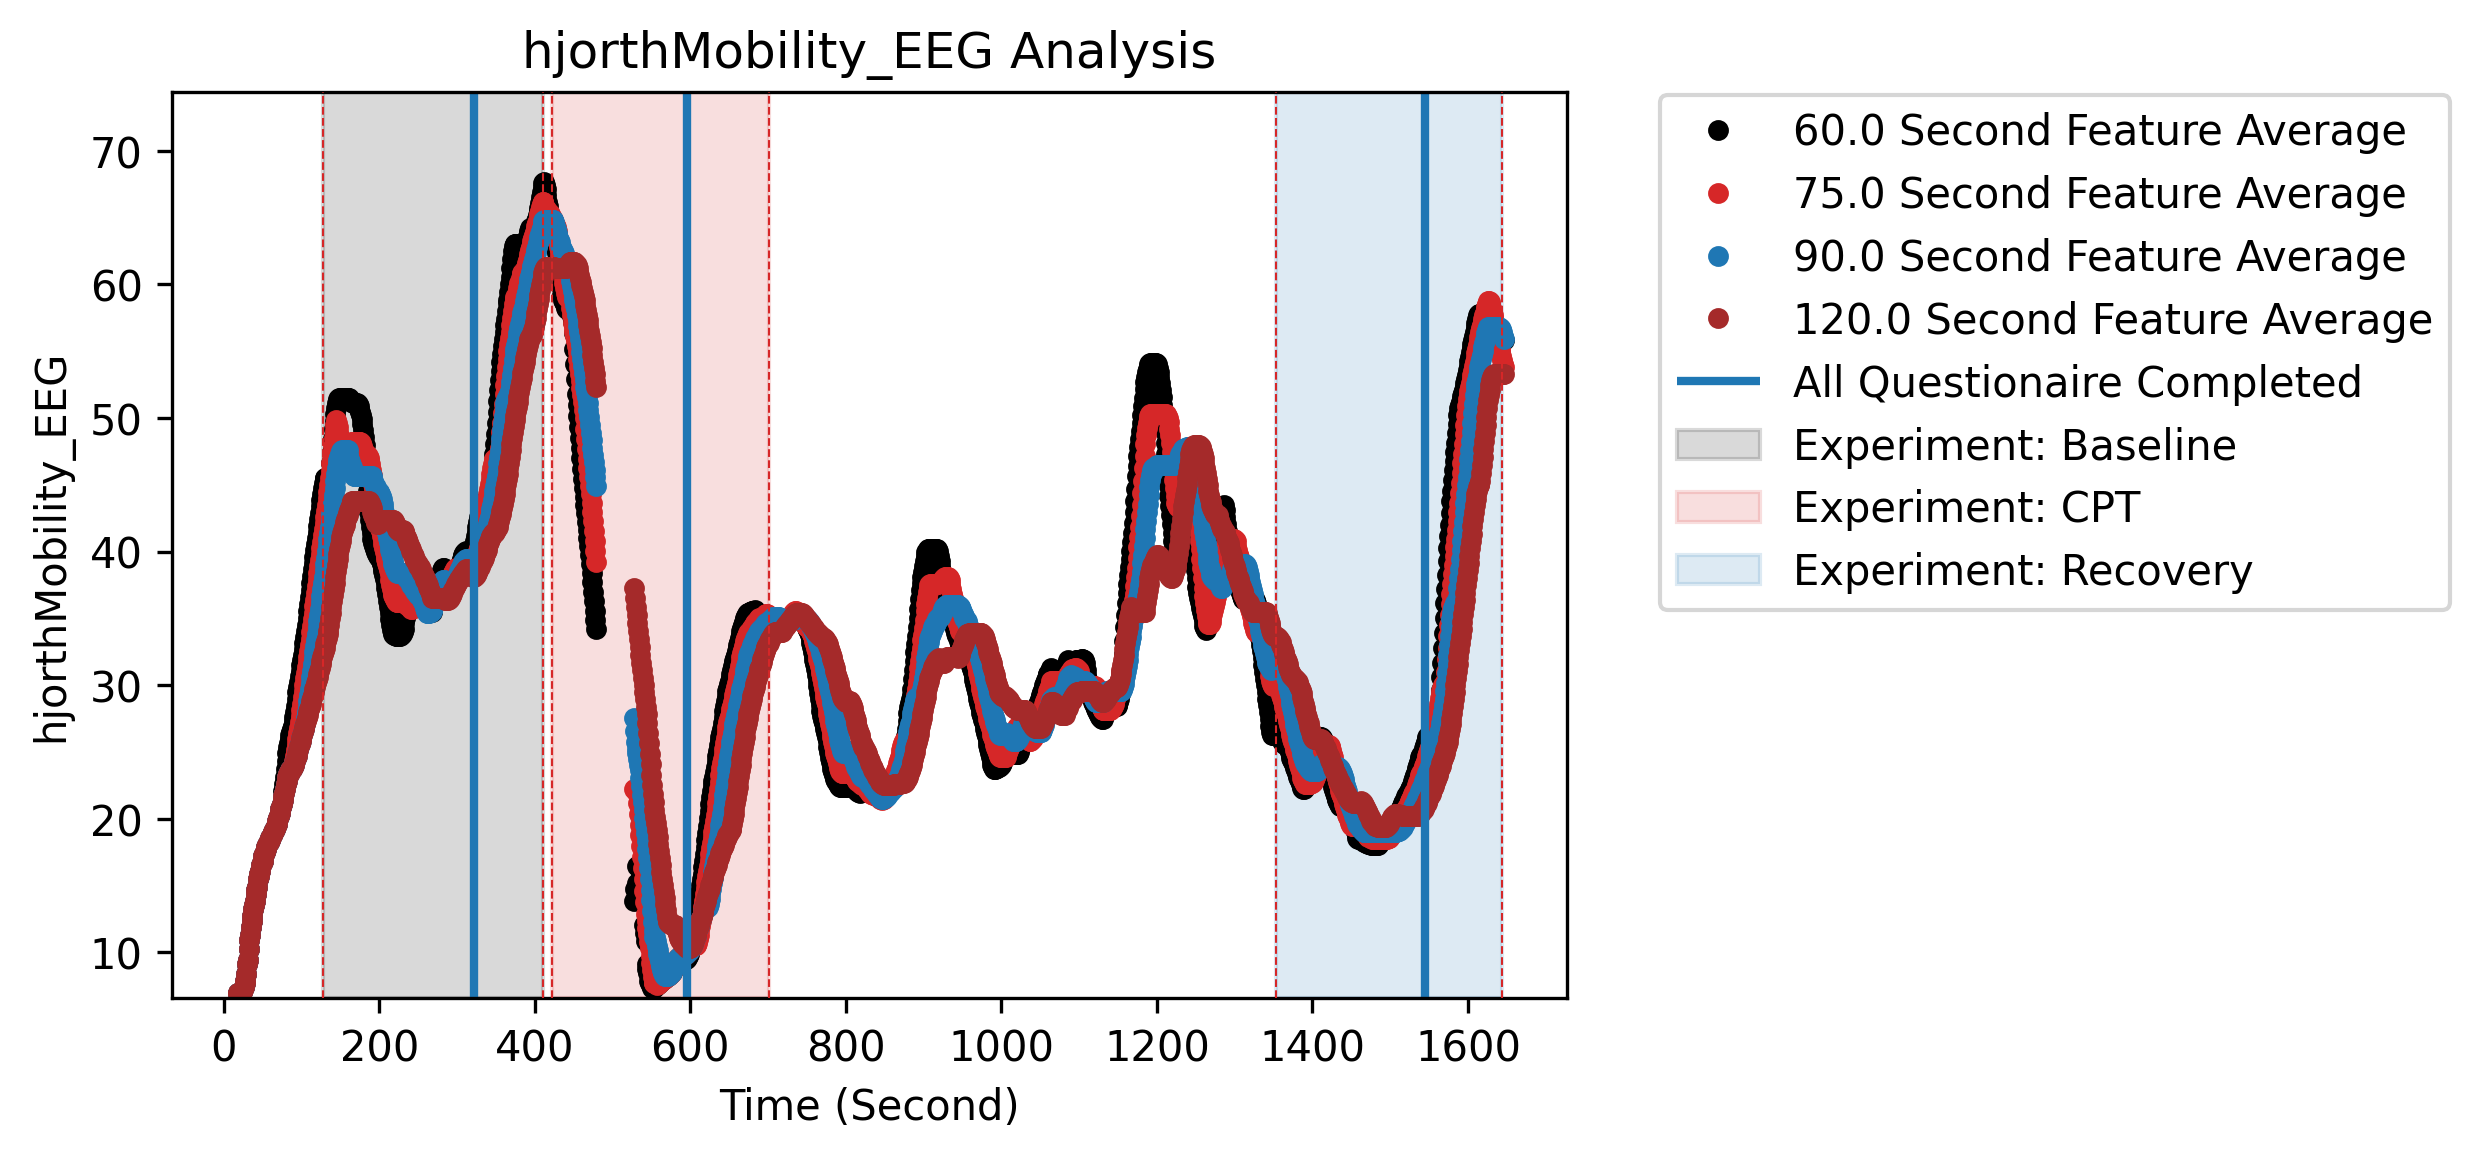 hjorthMobility_EEG Analysis
hjorthMobility_EEG
70
60
50
40
30
20
10
0 200 400 600 800 1000 1200 1400 1600
Time (Second)
60.0 Second Feature Average
75.0 Second Feature Average
90.0 Second Feature Average
120.0 Second Feature Average
All Questionaire Completed
Experiment: Baseline
Experiment: CPT
Experiment: Recovery